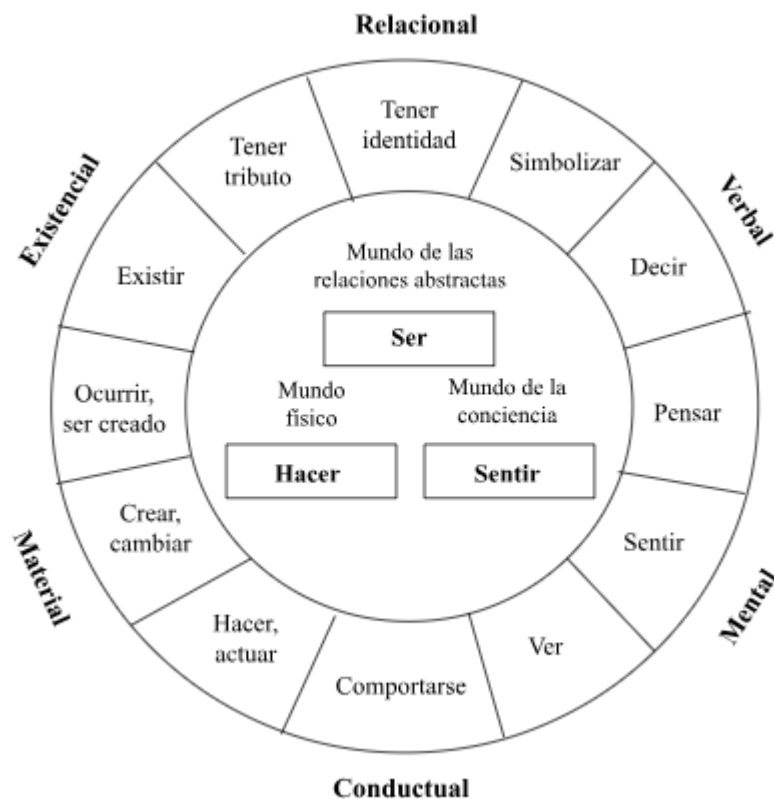 Relacional
Tener
identidad
Simbolizar
Verbal
Decir
Pensar
Sentir
Mental
Ver
Comportarse
Conductual
Hacer,
actuar
Material
Crear,
cambiar
Ocurrir,
ser creado
Existir
Existencial
Tener
tributo
Mundo de las
relaciones abstractas
Ser
Mundo
físico
Hacer
Mundo de la
conciencia
Sentir